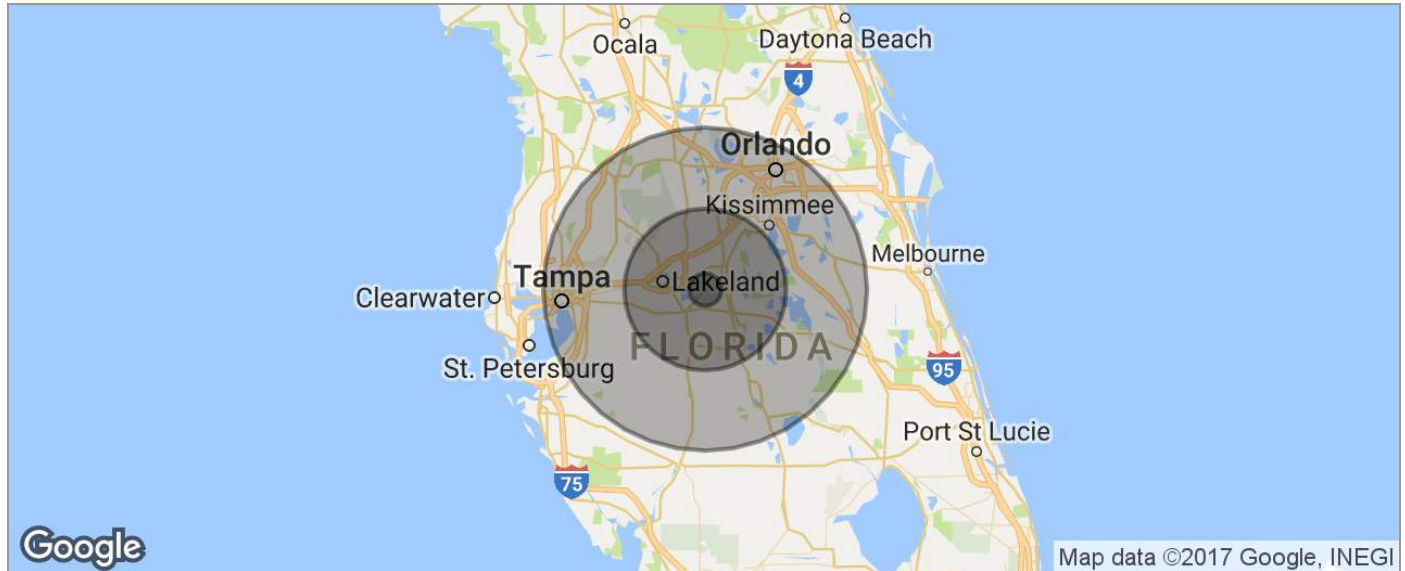 Ocala
Daytona Beach
4
Orlando
Kissimmee
Melbourne
Tampa
Lakeland
Clearwater
FLORIDA
St. Petersburg
95
Port St Lucie
75
Google
Map data ©2017 Google, INEGI